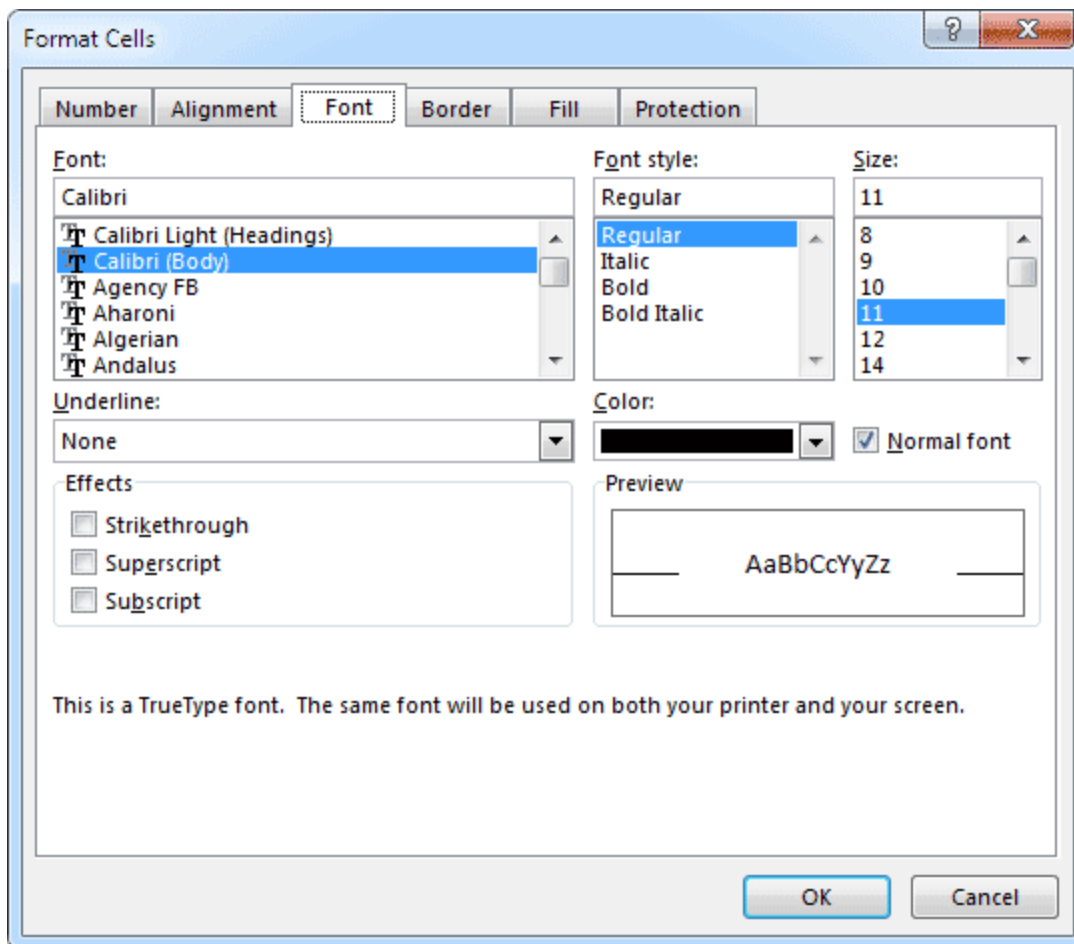 Format Cells
Number Alignment Font Border Fill Protection
Font: Font style: Size:
Calibri Regular 11
Calibri Light (Headings) Regular 8
Calibri (Body) Italic 9
Agency FB Bold 10
Aharoni Bold Italic 11
Algerian 12
Andalus 14
Underline: Color:
None Normal font
Effects Preview
Strikethrough
Superscript AaBbCcYyZz
Subscript
This is a TrueType font. The same font will be used on both your printer and your screen.
OK Cancel